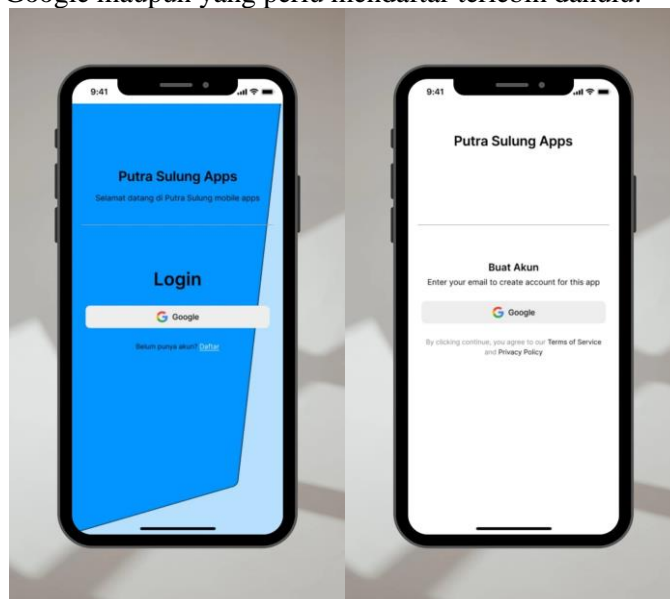 Google maupun yang perlu mendaftar terlebih dahulu.
9:41
Putra Sulung Apps
Selamat datang di Putra Sulung mobile apps
Login
Google
Belum punya akun? Daftar
9:41
Putra Sulung Apps
Buat Akun
Enter your email to create account for this app
Google
By clicking continue, you agree to our Terms of Service
and Privacy Policy